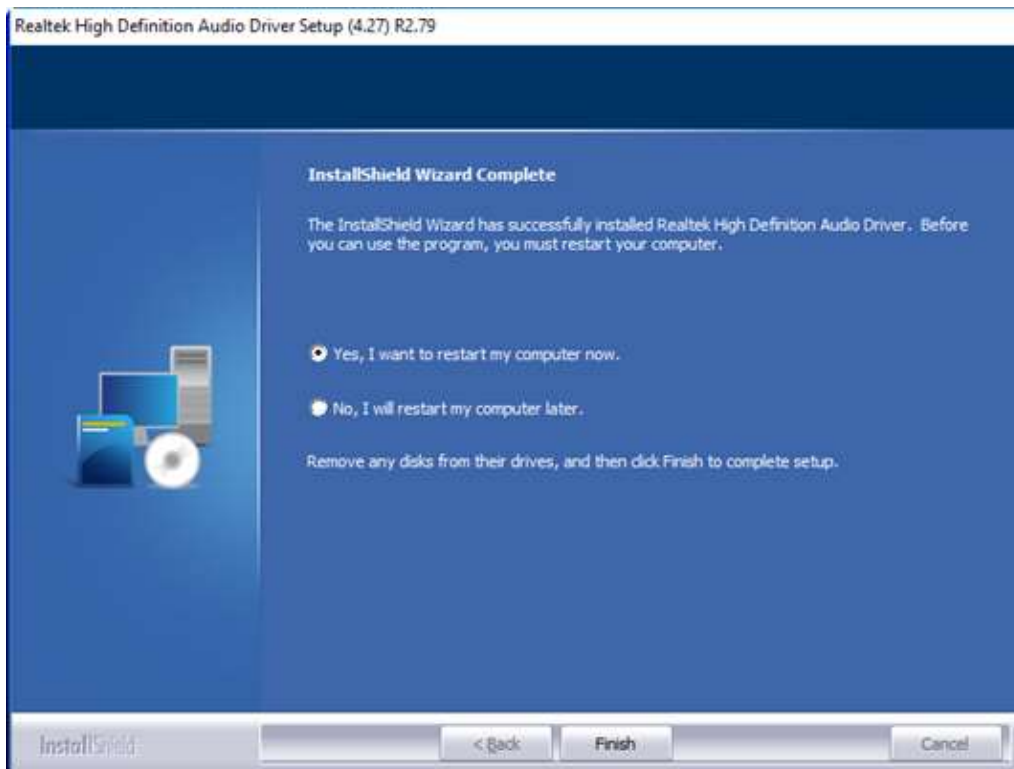 Realtek High Definition Audio Driver Setup (4.27) R2.79
InstallShield Wizard Complete
The InstallShield Wizard has successfully installed Realtek High Definition Audio Driver. Before
you can use the program, you must restart your computer.
Yes, I want to restart my computer now.
No, I will restart my computer later.
Remove any disks from their drives, and then click Finish to complete setup.
InstallShield
< Back
Finish
Cancel